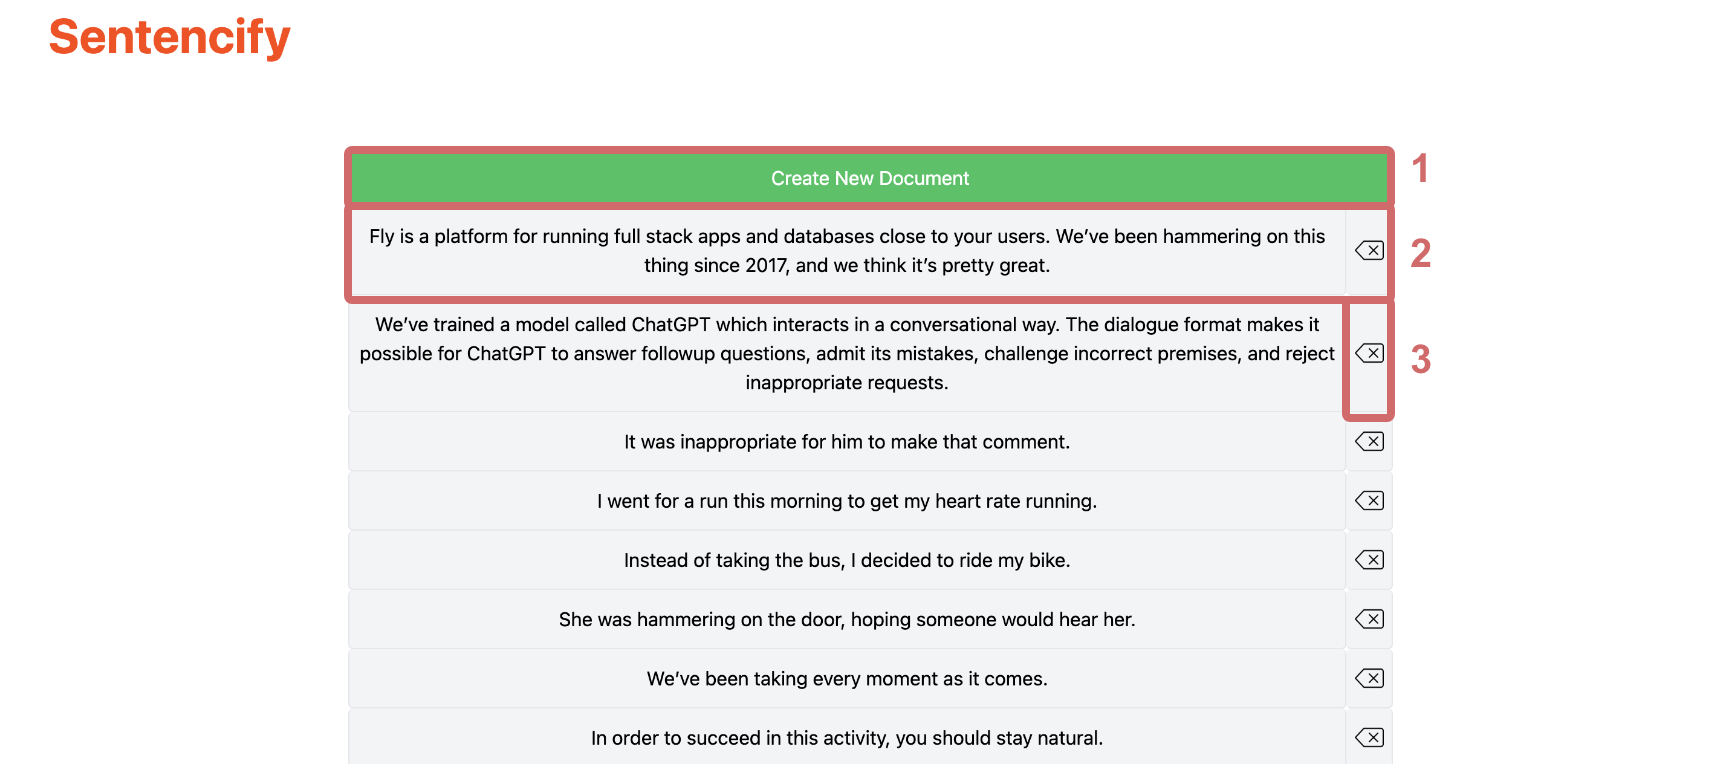 Sentencify
Create New Document
1
Fly is a platform for running full stack apps and databases close to your users. We’ve been hammering on this
thing since 2017, and we think it’s pretty great.
2
We’ve trained a model called ChatGPT which interacts in a conversational way. The dialogue format makes it
possible for ChatGPT to answer followup questions, admit its mistakes, challenge incorrect premises, and reject
inappropriate requests.
3
It was inappropriate for him to make that comment.
I went for a run this morning to get my heart rate running.
Instead of taking the bus, I decided to ride my bike.
She was hammering on the door, hoping someone would hear her.
We’ve been taking every moment as it comes.
In order to succeed in this activity, you should stay natural.